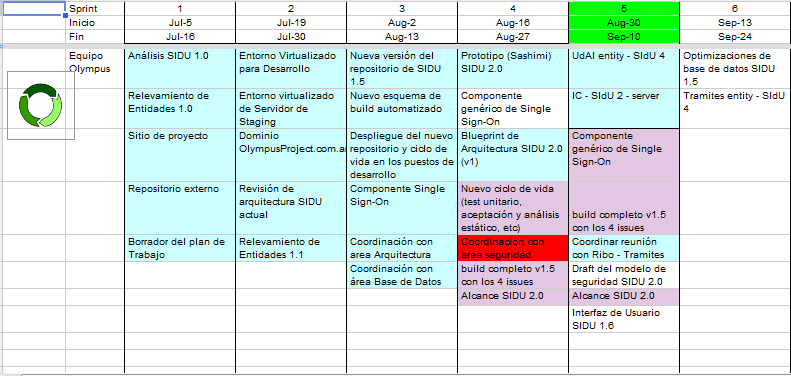 Sprint 1 2 3 4 5 6
Inicio Jul-5 Jul-19 Aug-2 Aug-16 Aug-30 Sep-13
Fin Jul-16 Jul-30 Aug-13 Aug-27 Sep-10 Sep-24
Equipo
Olympus
Análisis SIDU 1.0
Relevamiento de
Entidades 1.0
Sitio de proyecto
Repositorio externo
Borrador del plan de
Trabajo
Entorno Virtualizado
para Desarrollo
Entorno virtualizado
de Servidor de
Staging
Dominio
OlympusProject.com.a
Revisión de
arquitectura SIDU
actual
Relevamiento de
Entidades 1.1
Nueva versión del
repositorio de SIDU
1.5
Nuevo esquema de
build automatizado
Despliegue del nuevo
repositorio y ciclo de
vida en los puestos de
desarrollo
Componente Single
Sign-On
Coordinación con
area Arquitectura
Coordinación con
área Base de Datos
Prototipo (Sashimi)
SIDU 2.0
Componente
genérico de Single
Sign-On
Blueprint de
Arquitectura SIDU 2.0
(v1)
Nuevo ciclo de vida
(test unitario,
aceptación y análisis
estático, etc)
Coordinación con
area seguridad
build completo v1.5
con los 4 issues
Alcance SIDU 2.0
UdAI entity - SIdU 4
IC - SIdU 2 - server
Componente
genérico de Single
Sign-On
build completo v1.5
con los 4 issues
Coordinar reunión
con Ribo - Tramites
Draft del modelo de
seguridad SIDU 2.0
Alcance SIDU 2.0
Interfaz de Usuario
SIDU 1.6
Optimizaciones de
base de datos SIDU
1.5
Tramites entity - SIdU
4